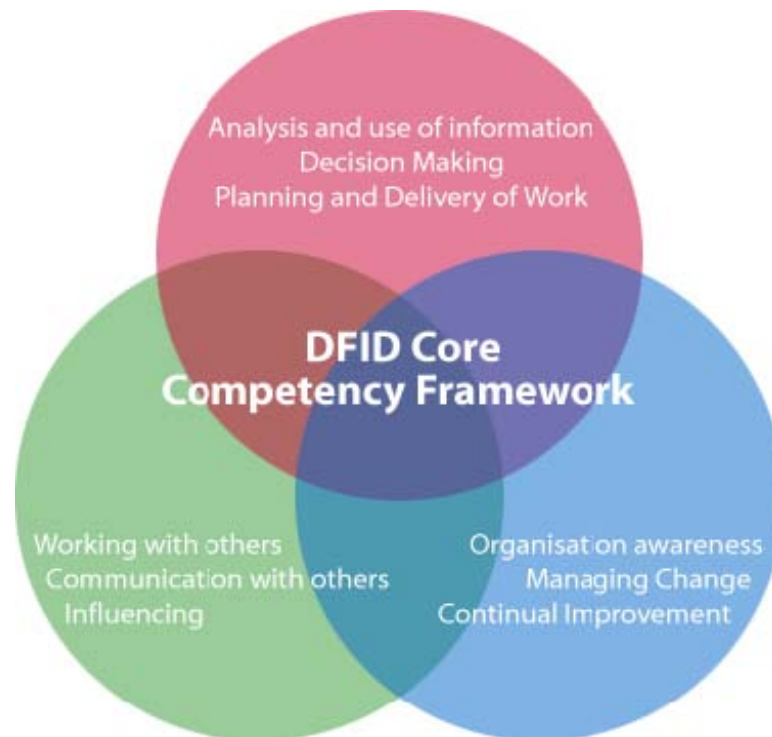 Analysis and use of information
Decision Making
Planning and Delivery of Work
DFID Core
Competency Framework
Working with others
Communication with others
Influencing
Organisation awareness
Managing Change
Continual Improvement